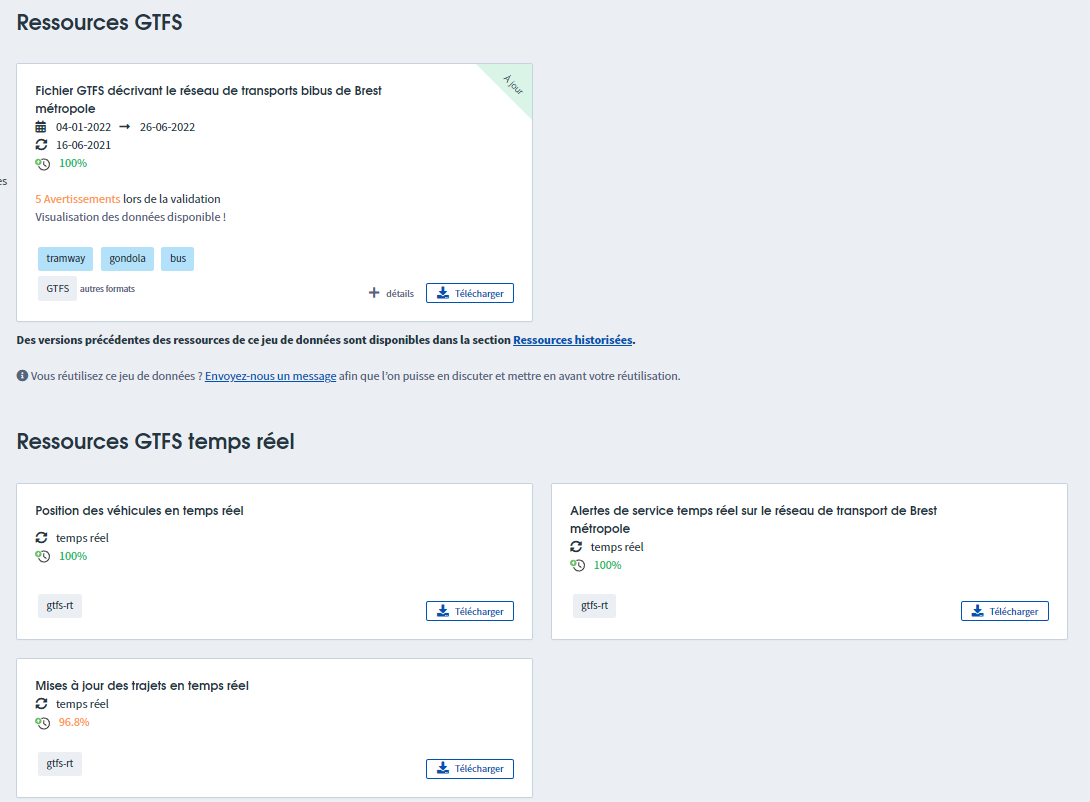 Ressources GTFS
À jour
Fichier GTFS décrivant le réseau de transports bibus de Brest
métropole
04-01-2022 → 26-06-2022
16-06-2021
100%
es
5 Avertissements lors de la validation
Visualisation des données disponible !
tramway gondola bus
GTFS autres formats
+ détails Télécharger
Des versions précédentes des ressources de ce jeu de données sont disponibles dans la section Ressources historisées.
Vous réutilisez ce jeu de données ? Envoyez-nous un message afin que l'on puisse en discuter et mettre en avant votre réutilisation.
Ressources GTFS temps réel
Position des véhicules en temps réel
temps réel
100%
gtfs-rt
Télécharger
Alertes de service temps réel sur le réseau de transport de Brest
métropole
temps réel
100%
gtfs-rt
Télécharger
Mises à jour des trajets en temps réel
temps réel
96.8%
gtfs-rt
Télécharger